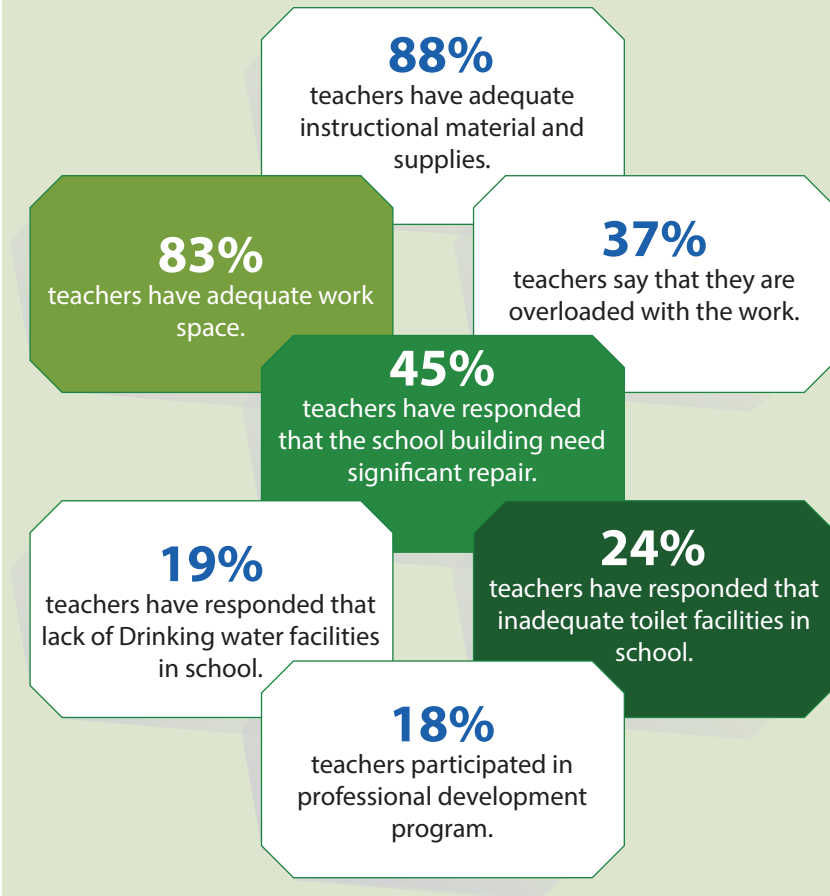 88%
teachers have adequate
instructional material and
supplies.
83%
teachers have adequate work
space.
37%
teachers say that they are
overloaded with the work.
45%
teachers have responded
that the school building need
significant repair.
19%
teachers have responded that
lack of Drinking water facilities
in school.
24%
teachers have responded that
inadequate toilet facilities in
school.
18%
teachers participated in
professional development
program.